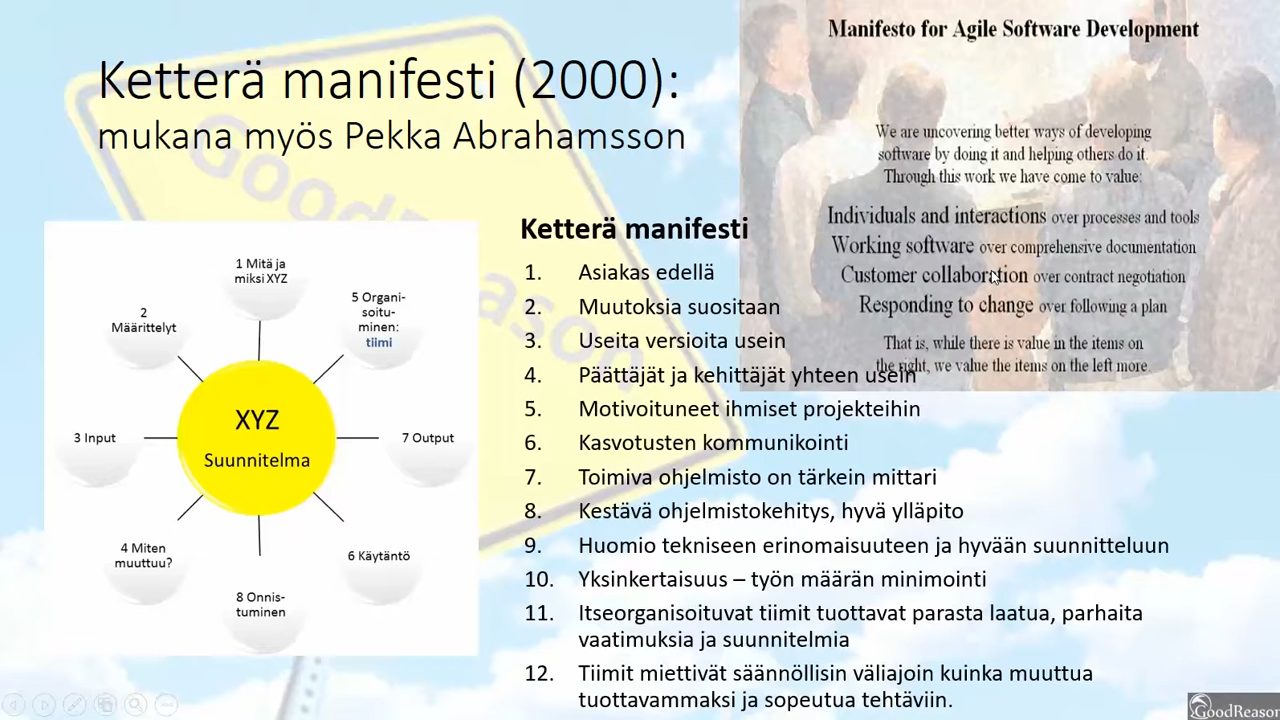 Ketterä manifesti (2000):
mukana myös Pekka Abrahamsson
Manifesto for Agile Software Development
We are uncovering better ways of developing
software by doing it and helping others do it.
Through this work we have come to value:
Individuals and interactions over processes and tools
Working software over comprehensive documentation
Customer collaboration over contract negotiation
Responding to change over following a plan
That is, while there is value in the items on
the right, we value the items on the left more.
1 Mitä ja
miksi XYZ
5 Organi-
soitu-
minen:
tiimi
2
Määrittelyt
XYZ
Suunnitelma
3 Input
7 Output
4 Miten
muuttuu?
6 Käytäntö
8 Onnis-
tuminen
Ketterä manifesti
1. Asiakas edellä
2. Muutoksia suositaan
3. Useita versioita usein
4. Päättäjät ja kehittäjät yhteen usein
5. Motivoituneet ihmiset projekteihin
6. Kasvotusten kommunikointi
7. Toimiva ohjelmisto on tärkein mittari
8. Kestävä ohjelmistokehitys, hyvä ylläpito
9. Huomio tekniseen erinomaisuuteen ja hyvään suunnitteluun
10. Yksinkertaisuus – työn määrän minimointi
11. Itseorganisoituvat tiimit tuottavat parasta laatua, parhaita
vaatimuksia ja suunnitelmia
12. Tiimit miettivät säännöllisin väliajoin kuinka muuttua
tuottavammaksi ja sopeutua tehtäviin.
GoodReason
GoodReason